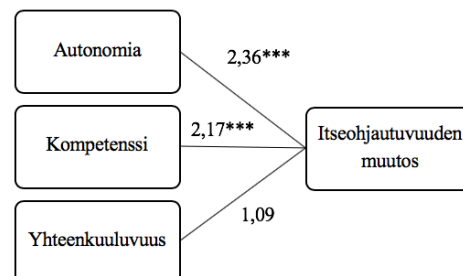 Autonomia
2,36***
Kompetenssi
2,17***
Itseohjautuvuuden
muutos
Yhteenkuuluvuus
1,09